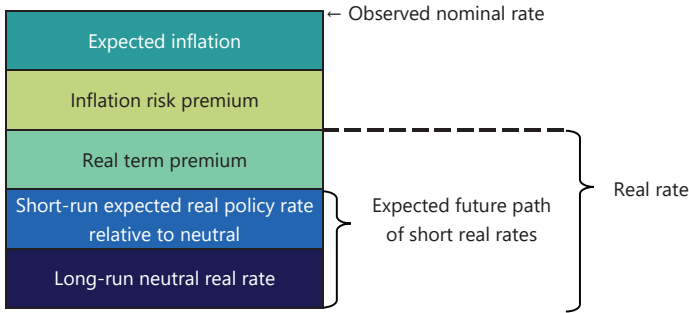 ← Observed nominal rate
Expected inflation
Inflation risk premium
Real term premium
Short-run expected real policy rate
relative to neutral
Long-run neutral real rate
Expected future path
of short real rates
Real rate